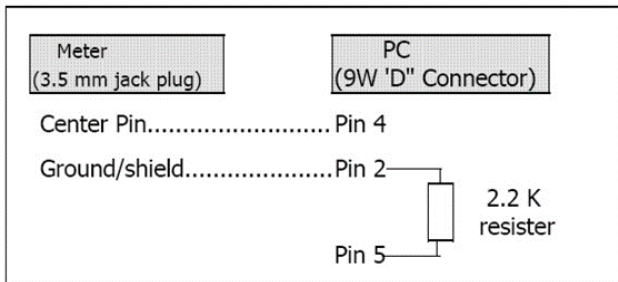 Meter
(3.5 mm jack plug)
PC
(9W 'D" Connector)
Center Pin............................ Pin 4
Ground/shield...................... Pin 2
2.2 K
resister
Pin 5